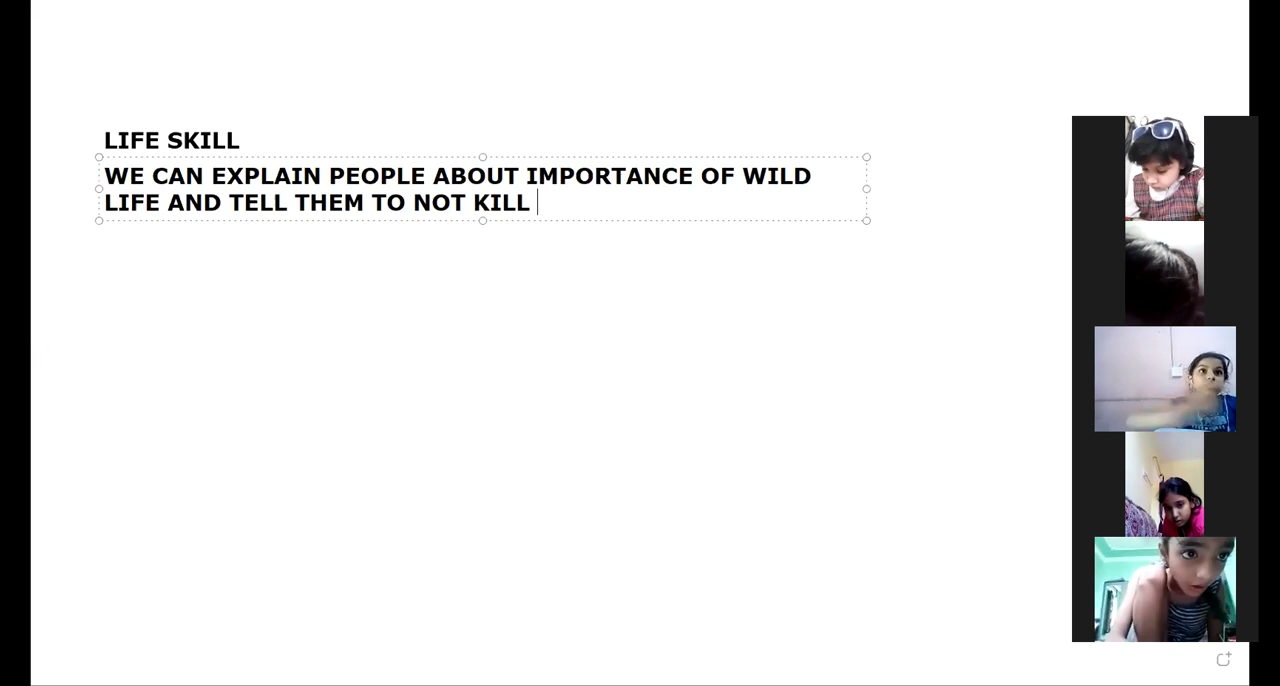 LIFE SKILL
WE CAN EXPLAIN PEOPLE ABOUT IMPORTANCE OF WILD
LIFE AND TELL THEM TO NOT KILL